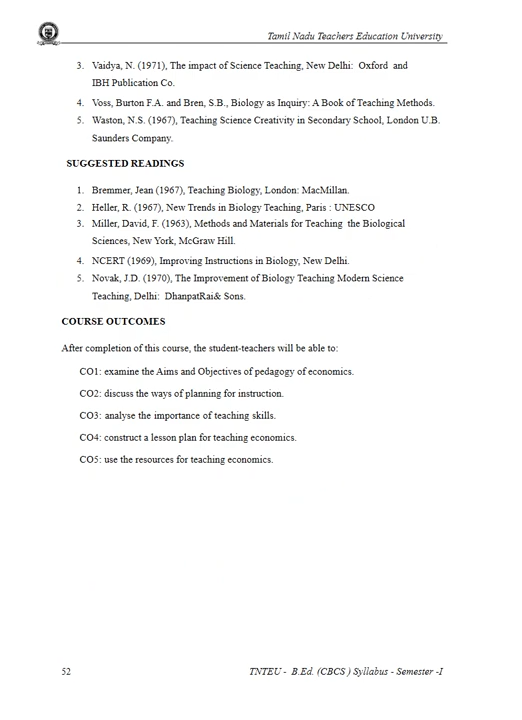 Tamil Nadu Teachers Education University
3. Vaidya, N. (1971), The impact of Science Teaching, New Delhi: Oxford and
IBH Publication Co.
4. Voss, Burton F.A. and Bren, S.B., Biology as Inquiry: A Book of Teaching Methods.
5. Waston, N.S. (1967), Teaching Science Creativity in Secondary School, London U.B.
Saunders Company.
SUGGESTED READINGS
1. Bremmer, Jean (1967), Teaching Biology, London: MacMillan.
2. Heller, R. (1967), New Trends in Biology Teaching, Paris : UNESCO
3. Miller, David, F. (1963), Methods and Materials for Teaching the Biological
Sciences, New York, McGraw Hill.
4. NCERT (1969), Improving Instructions in Biology, New Delhi.
5. Novak, J.D. (1970), The Improvement of Biology Teaching Modern Science
Teaching, Delhi: DhanpatRai& Sons.
COURSE OUTCOMES
After completion of this course, the student-teachers will be able to:
CO1: examine the Aims and Objectives of pedagogy of economics.
CO2: discuss the ways of planning for instruction.
CO3: analyse the importance of teaching skills.
CO4: construct a lesson plan for teaching economics.
CO5: use the resources for teaching economics.
52 TNTEU - B.Ed. (CBCS ) Syllabus - Semester -I